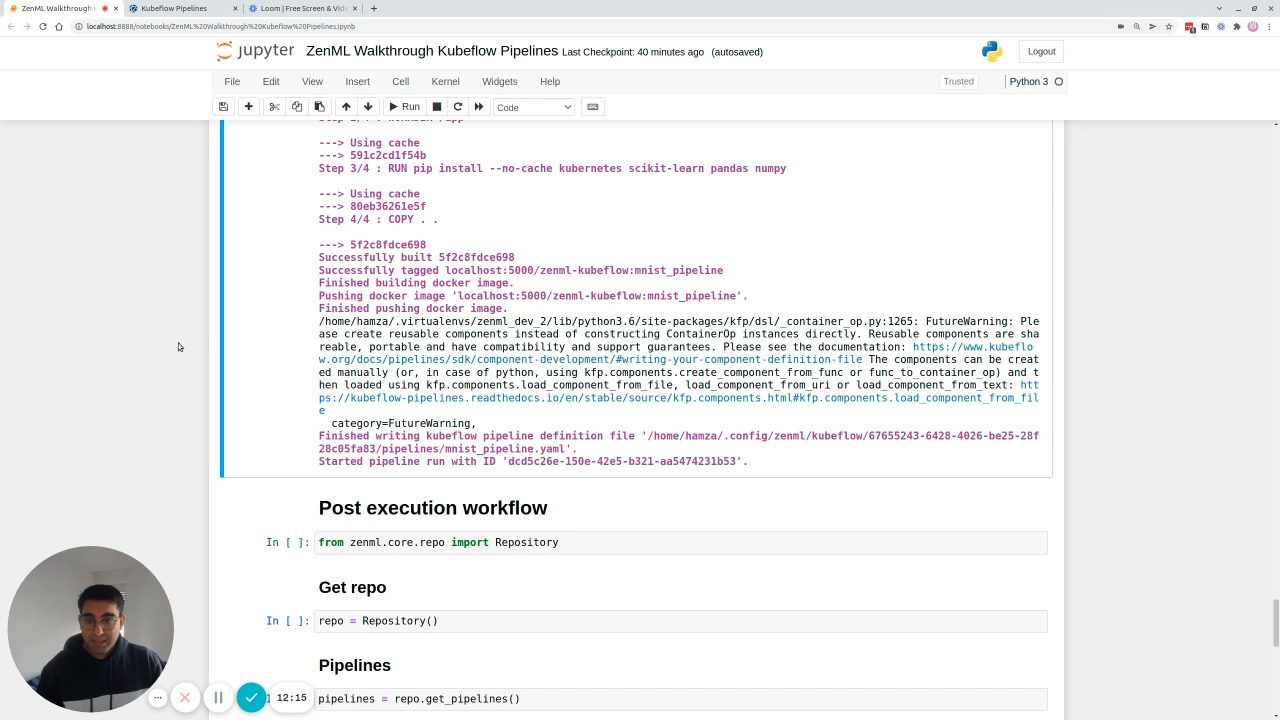 ZenML Walkthrough K
Kubeflow Pipelines
Loom | Free Screen & Vide
localhost:8888/notebooks/ZenML%20Walkthrough%20Kubeflow%20Pipelines.ipynb
jupyter
ZenML Walkthrough Kubeflow Pipelines Last Checkpoint: 40 minutes ago (autosaved)
Logout
File Edit View Insert Cell Kernel Widgets Help
Trusted
Python 3
Run
Code
---> Using cache
---> 591c2cd1f54b
Step 3/4 : RUN pip install --no-cache kubernetes scikit-learn pandas numpy
---> Using cache
---> 80eb36261e5f
Step 4/4 : COPY . .
---> 5f2c8fdce698
Successfully built 5f2c8fdce698
Successfully tagged localhost:5000/zenml-kubeflow:mnist_pipeline
Finished building docker image.
Pushing docker image 'localhost:5000/zenml-kubeflow:mnist_pipeline'.
Finished pushing docker image.
/home/hamza/.virtualenvs/zenml_dev_2/lib/python3.6/site-packages/kfp/dsl/_container_op.py:1265: FutureWarning: Ple
ase create reusable components instead of constructing ContainerOp instances directly. Reusable components are sha
reable, portable and have compatibility and support guarantees. Please see the documentation: https://www.kubeflo
w.org/docs/pipelines/sdk/component-development/#writing-your-component-definition-file The components can be creat
ed manually (or, in case of python, using kfp.components.create_component_from_func or func_to_container_op) and t
hen loaded using kfp.components.load_component_from_file, load_component_from_uri or load_component_from_text: htt
ps://kubeflow-pipelines.readthedocs.io/en/stable/source/kfp.components.html#kfp.components.load_component_from_fil
e
category=FutureWarning,
Finished writing kubeflow pipeline definition file '/home/hamza/.config/zenml/kubeflow/67655243-6428-4026-be25-28f
28c05fa83/pipelines/mnist_pipeline.yaml'.
Started pipeline run with ID 'dcd5c26e-150e-42e5-b321-aa5474231b53'.
Post execution workflow
In [ ]: from zenml.core.repo import Repository
Get repo
In [ ]: repo = Repository()
Pipelines
]: pipelines = repo.get_pipelines()
12:15